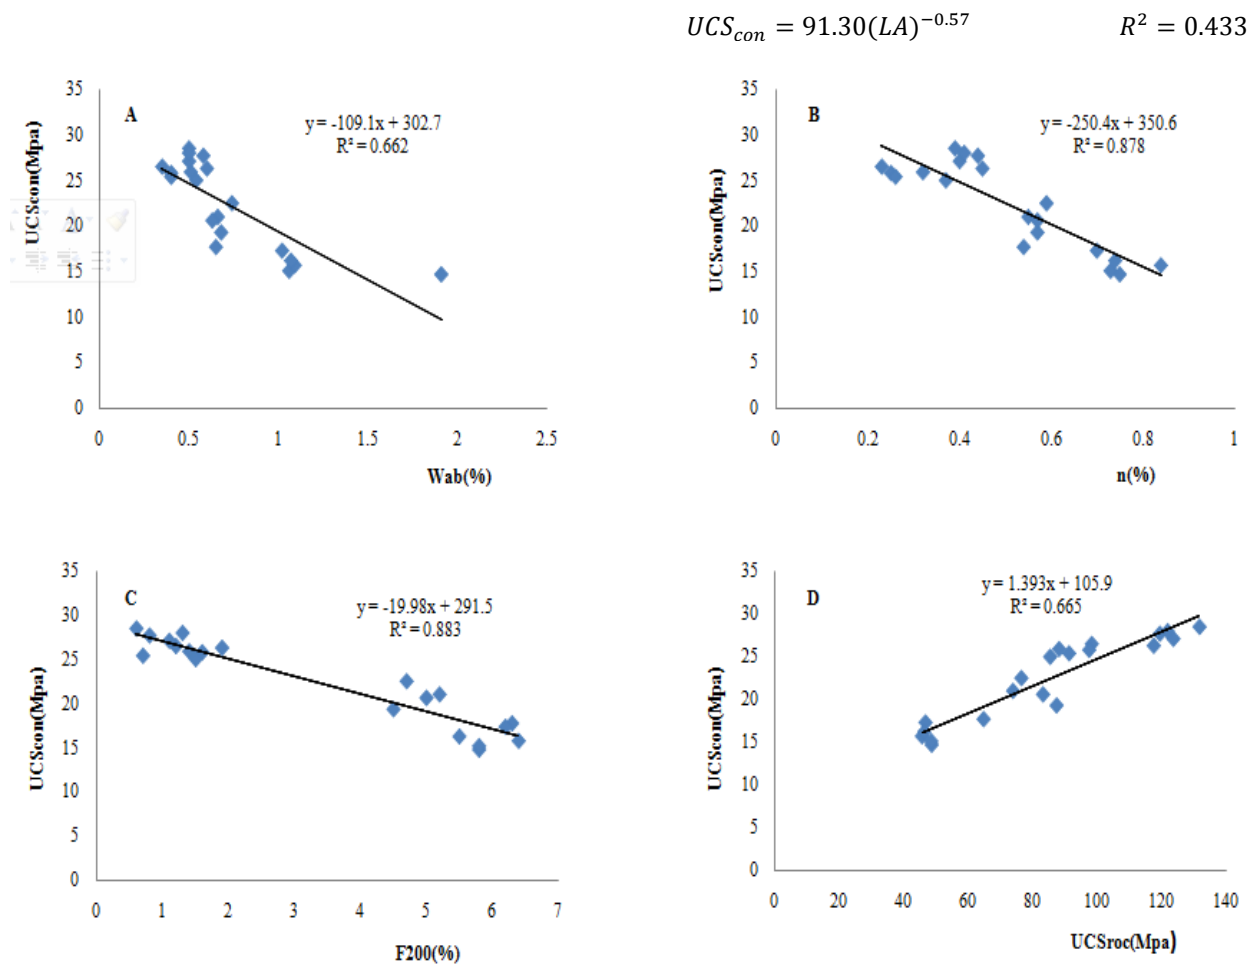 UCScon = 91.30(LA)^−0.57 R² = 0.433
35
30
25
20
15
10
5
0
UCScon(Mpa)
A
y = -109.1x + 302.7
R² = 0.662
0 0.5 1 1.5 2 2.5
Wab(%)
35
30
25
20
15
10
5
0
UCScon(Mpa)
B
y = -250.4x + 350.6
R² = 0.878
0 0.2 0.4 0.6 0.8 1
n(%)
35
30
25
20
15
10
5
0
UCScon(Mpa)
C
y = -19.98x + 291.5
R² = 0.883
0 1 2 3 4 5 6 7
F200(%)
35
30
25
20
15
10
5
0
UCScon(Mpa)
D
y = 1.393x + 105.9
R² = 0.665
0 20 40 60 80 100 120 140
UCSroc(Mpa)